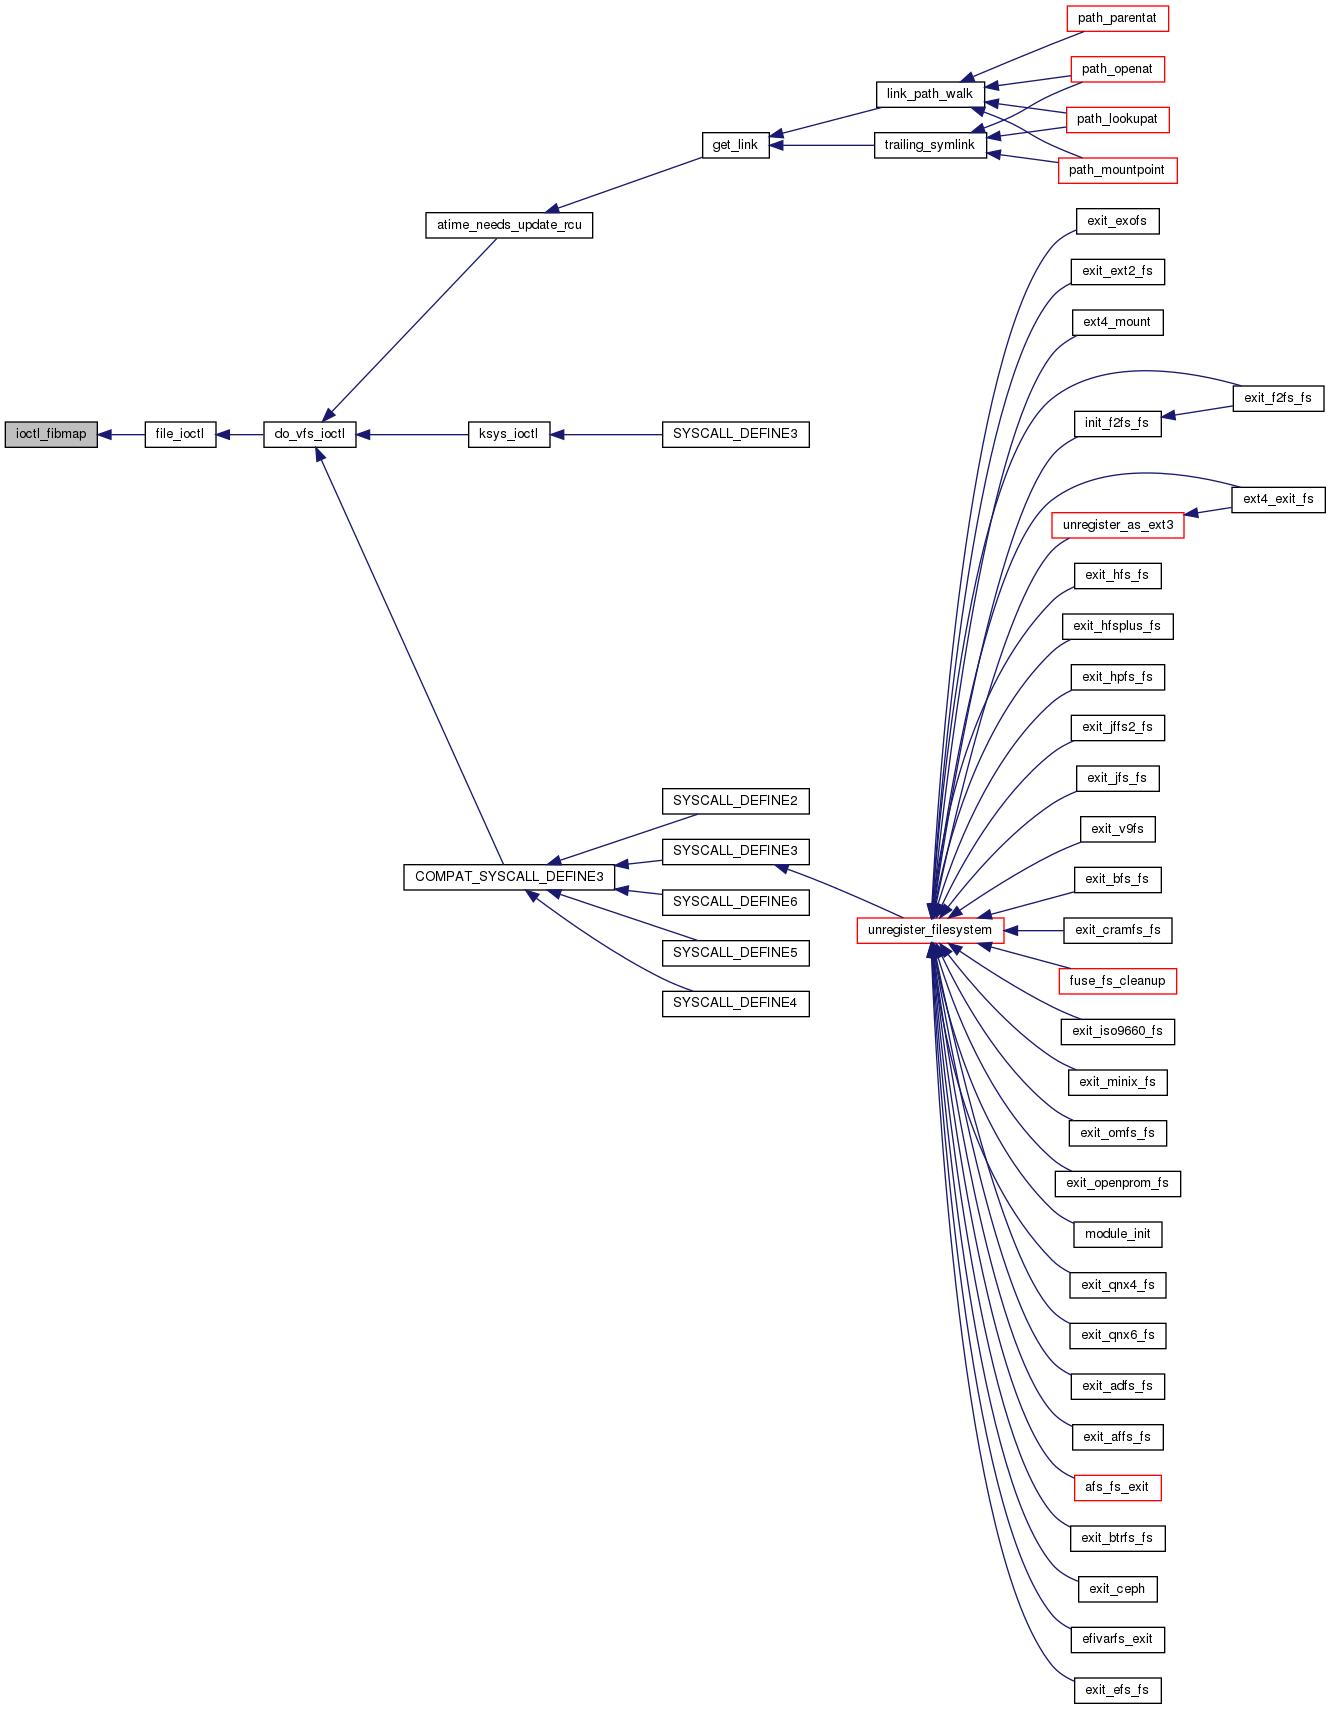 path_parentat
path_openat
link_path_walk
path_lookupat
get_link
trailing_symlink
path_mountpoint
atime_needs_update_rcu
exit_exofs
exit_ext2_fs
ext4_mount
exit_f2fs_fs
init_f2fs_fs
ioctl_fibmap
file_ioctl
do_vfs_ioctl
ksys_ioctl
SYSCALL_DEFINE3
ext4_exit_fs
unregister_as_ext3
exit_hfs_fs
exit_hfsplus_fs
exit_hpfs_fs
exit_jffs2_fs
exit_jfs_fs
SYSCALL_DEFINE2
exit_v9fs
SYSCALL_DEFINE3
COMPAT_SYSCALL_DEFINE3
exit_bfs_fs
SYSCALL_DEFINE6
unregister_filesystem
exit_cramfs_fs
SYSCALL_DEFINE5
fuse_fs_cleanup
SYSCALL_DEFINE4
exit_iso9660_fs
exit_minix_fs
exit_omfs_fs
exit_openprom_fs
module_init
exit_qnx4_fs
exit_qnx6_fs
exit_adfs_fs
exit_affs_fs
afs_fs_exit
exit_btrfs_fs
exit_ceph
efivarfs_exit
exit_efs_fs